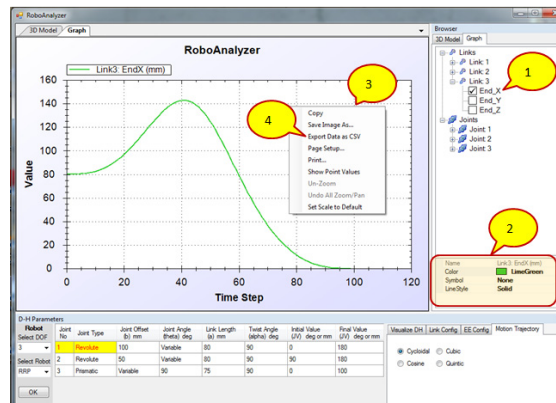 RoboAnalyzer
3D Model Graph
RoboAnalyzer
Link3: EndX (mm)
160
140
120
100
80
60
40
20
0
Value
0 20 40 60 80 100 120
Time Step
3
4
Copy
Save Image As...
Export Data as CSV
Page Setup...
Print...
Show Point Values
Un-Zoom
Undo All Zoom/Pan
Set Scale to Default
Browser
3D Model Graph
Links
Link 1
Link 2
Link 3
End_X
End_Y
End_Z
Joints
Joint 1
Joint 2
Joint 3
1
2
Name Link3: EndX (mm)
Color LimeGreen
Symbol None
LineStyle Solid
D-H Parameters
Robot
Select DOF
3
Select Robot
RRP
OK
Joint No Joint Type Joint Offset (b) mm Joint Angle (theta) deg Link Length (a) mm Twist Angle (alpha) deg Initial Value (JV) deg or mm Final Value (JV) deg or mm
1 Revolute 100 Variable 80 90 0 180
2 Revolute 50 Variable 80 90 90 180
3 Prismatic Variable 90 75 90 0 100
Visualize DH Link Config EE Config Motion Trajectory
Cycloidal Cubic
Cosine Quintic